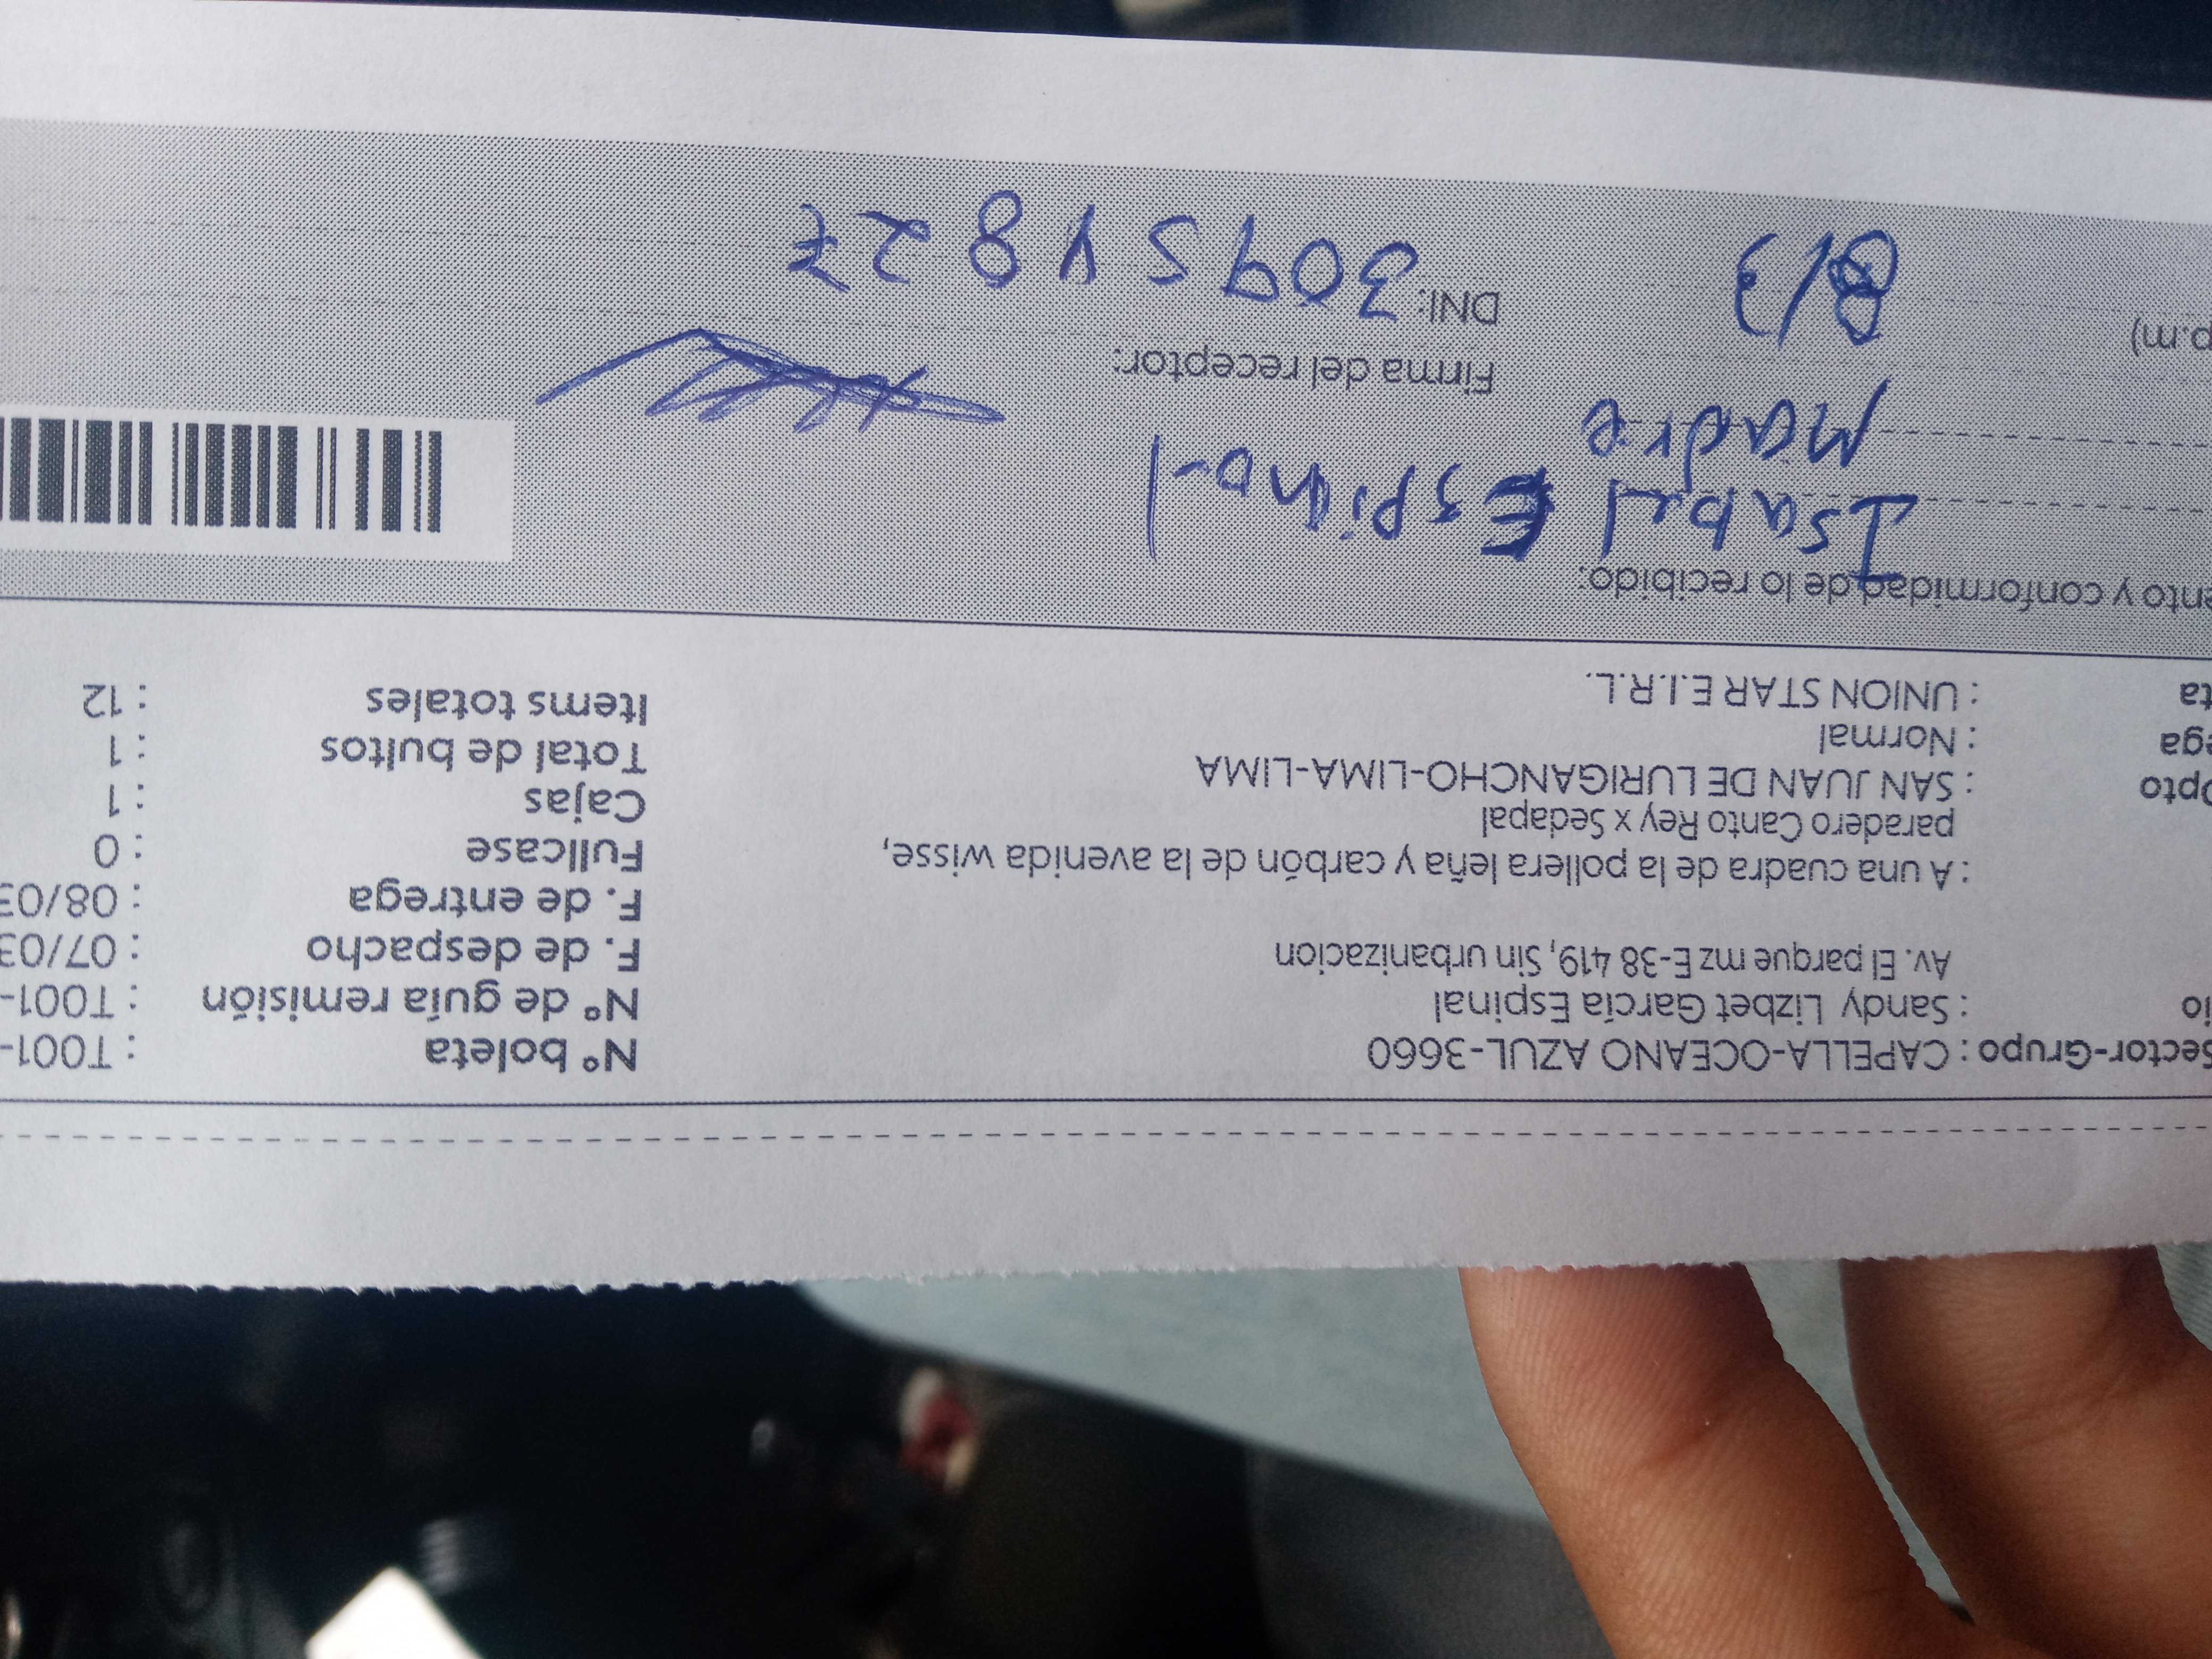 Sector-Grupo : CAPELLA-OCEANO AZUL-3660
io : Sandy Lizbet García Espinal
Av. El parque mz E-38 419, Sin urbanizacion
: A una cuadra de la pollera leña y carbón de la avenida wisse,
paradero Canto Rey x Sedapal
Dpto : SAN JUAN DE LURIGANCHO-LIMA-LIMA
ega : Normal
ta : UNION STAR E.I.R.L.
N° boleta : T001-
N° de guía remisión : T001-
F. de despacho : 07/03
F. de entrega : 08/03
Fullcase : 0
Cajas : 1
Total de bultos : 1
Items totales : 12
ento y conformidad de lo recibido:
Isabel Espinal
Madre
Firma del receptor:
p.m)
8/3
DNI: 30954827